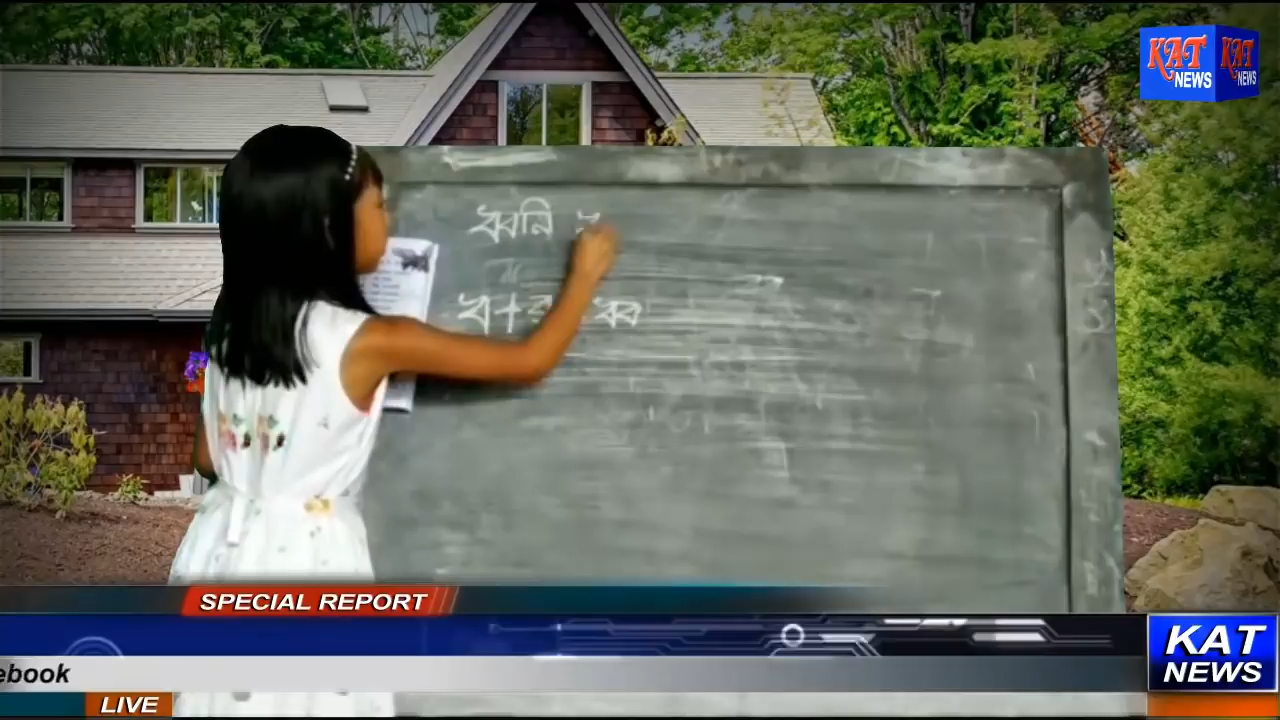 KAT NEWS KAT NEWS
ধ্বনি
ধ + ব ধ্ব
SPECIAL REPORT
KAT NEWS
ebook
LIVE